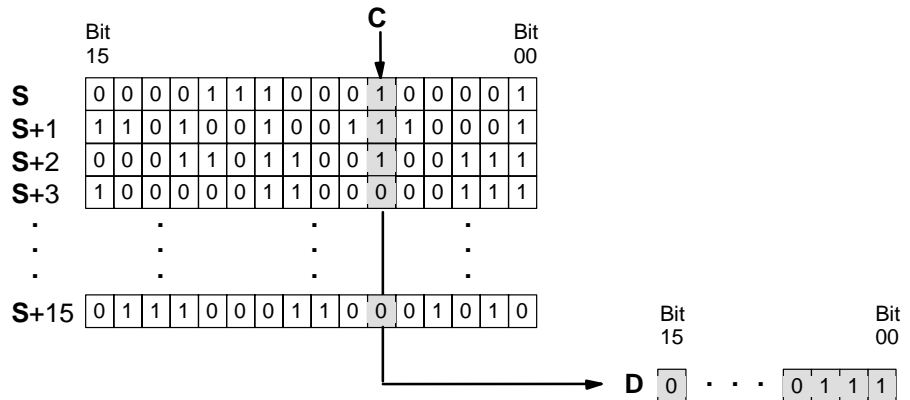 C
Bit Bit
15 00
S 0 0 0 0 1 1 1 0 0 0 1 0 0 0 0 1
S+1 1 1 0 1 0 0 1 0 0 1 1 1 0 0 0 1
S+2 0 0 0 1 1 0 1 1 0 0 1 0 0 1 1 1
S+3 1 0 0 0 0 0 1 1 0 0 0 0 0 1 1 1
. . . .
. . . .
. . . .
S+15 0 1 1 1 0 0 0 1 1 0 0 0 1 0 1 0
Bit Bit
15 00
D 0 . . . 0 1 1 1